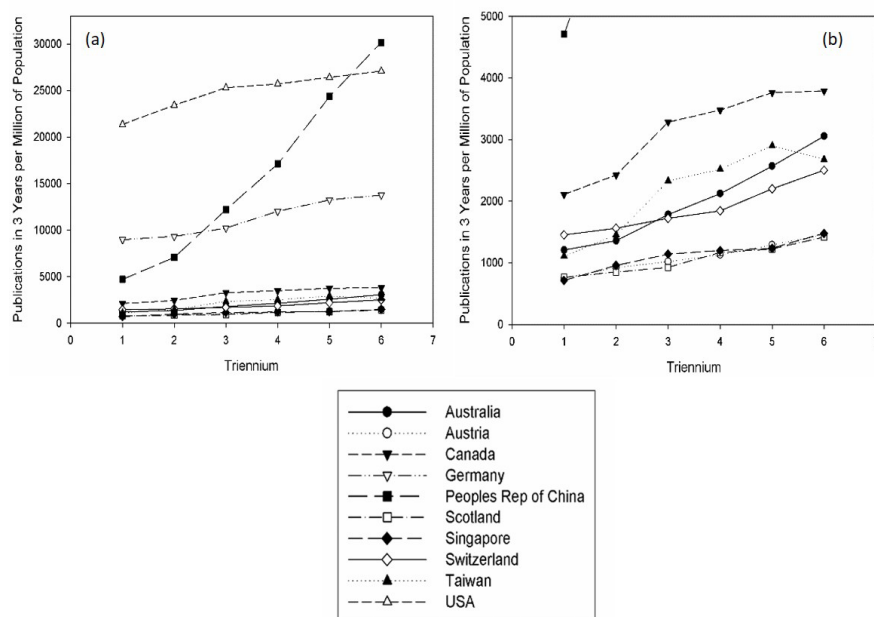 (a)
Publications in 3 Years per Million of Population
30000
25000
20000
15000
10000
5000
0
0 1 2 3 4 5 6 7
Triennium
(b)
Publications in 3 Years per Million of Population
5000
4000
3000
2000
1000
0
0 1 2 3 4 5 6
Triennium
Australia
Austria
Canada
Germany
Peoples Rep of China
Scotland
Singapore
Switzerland
Taiwan
USA